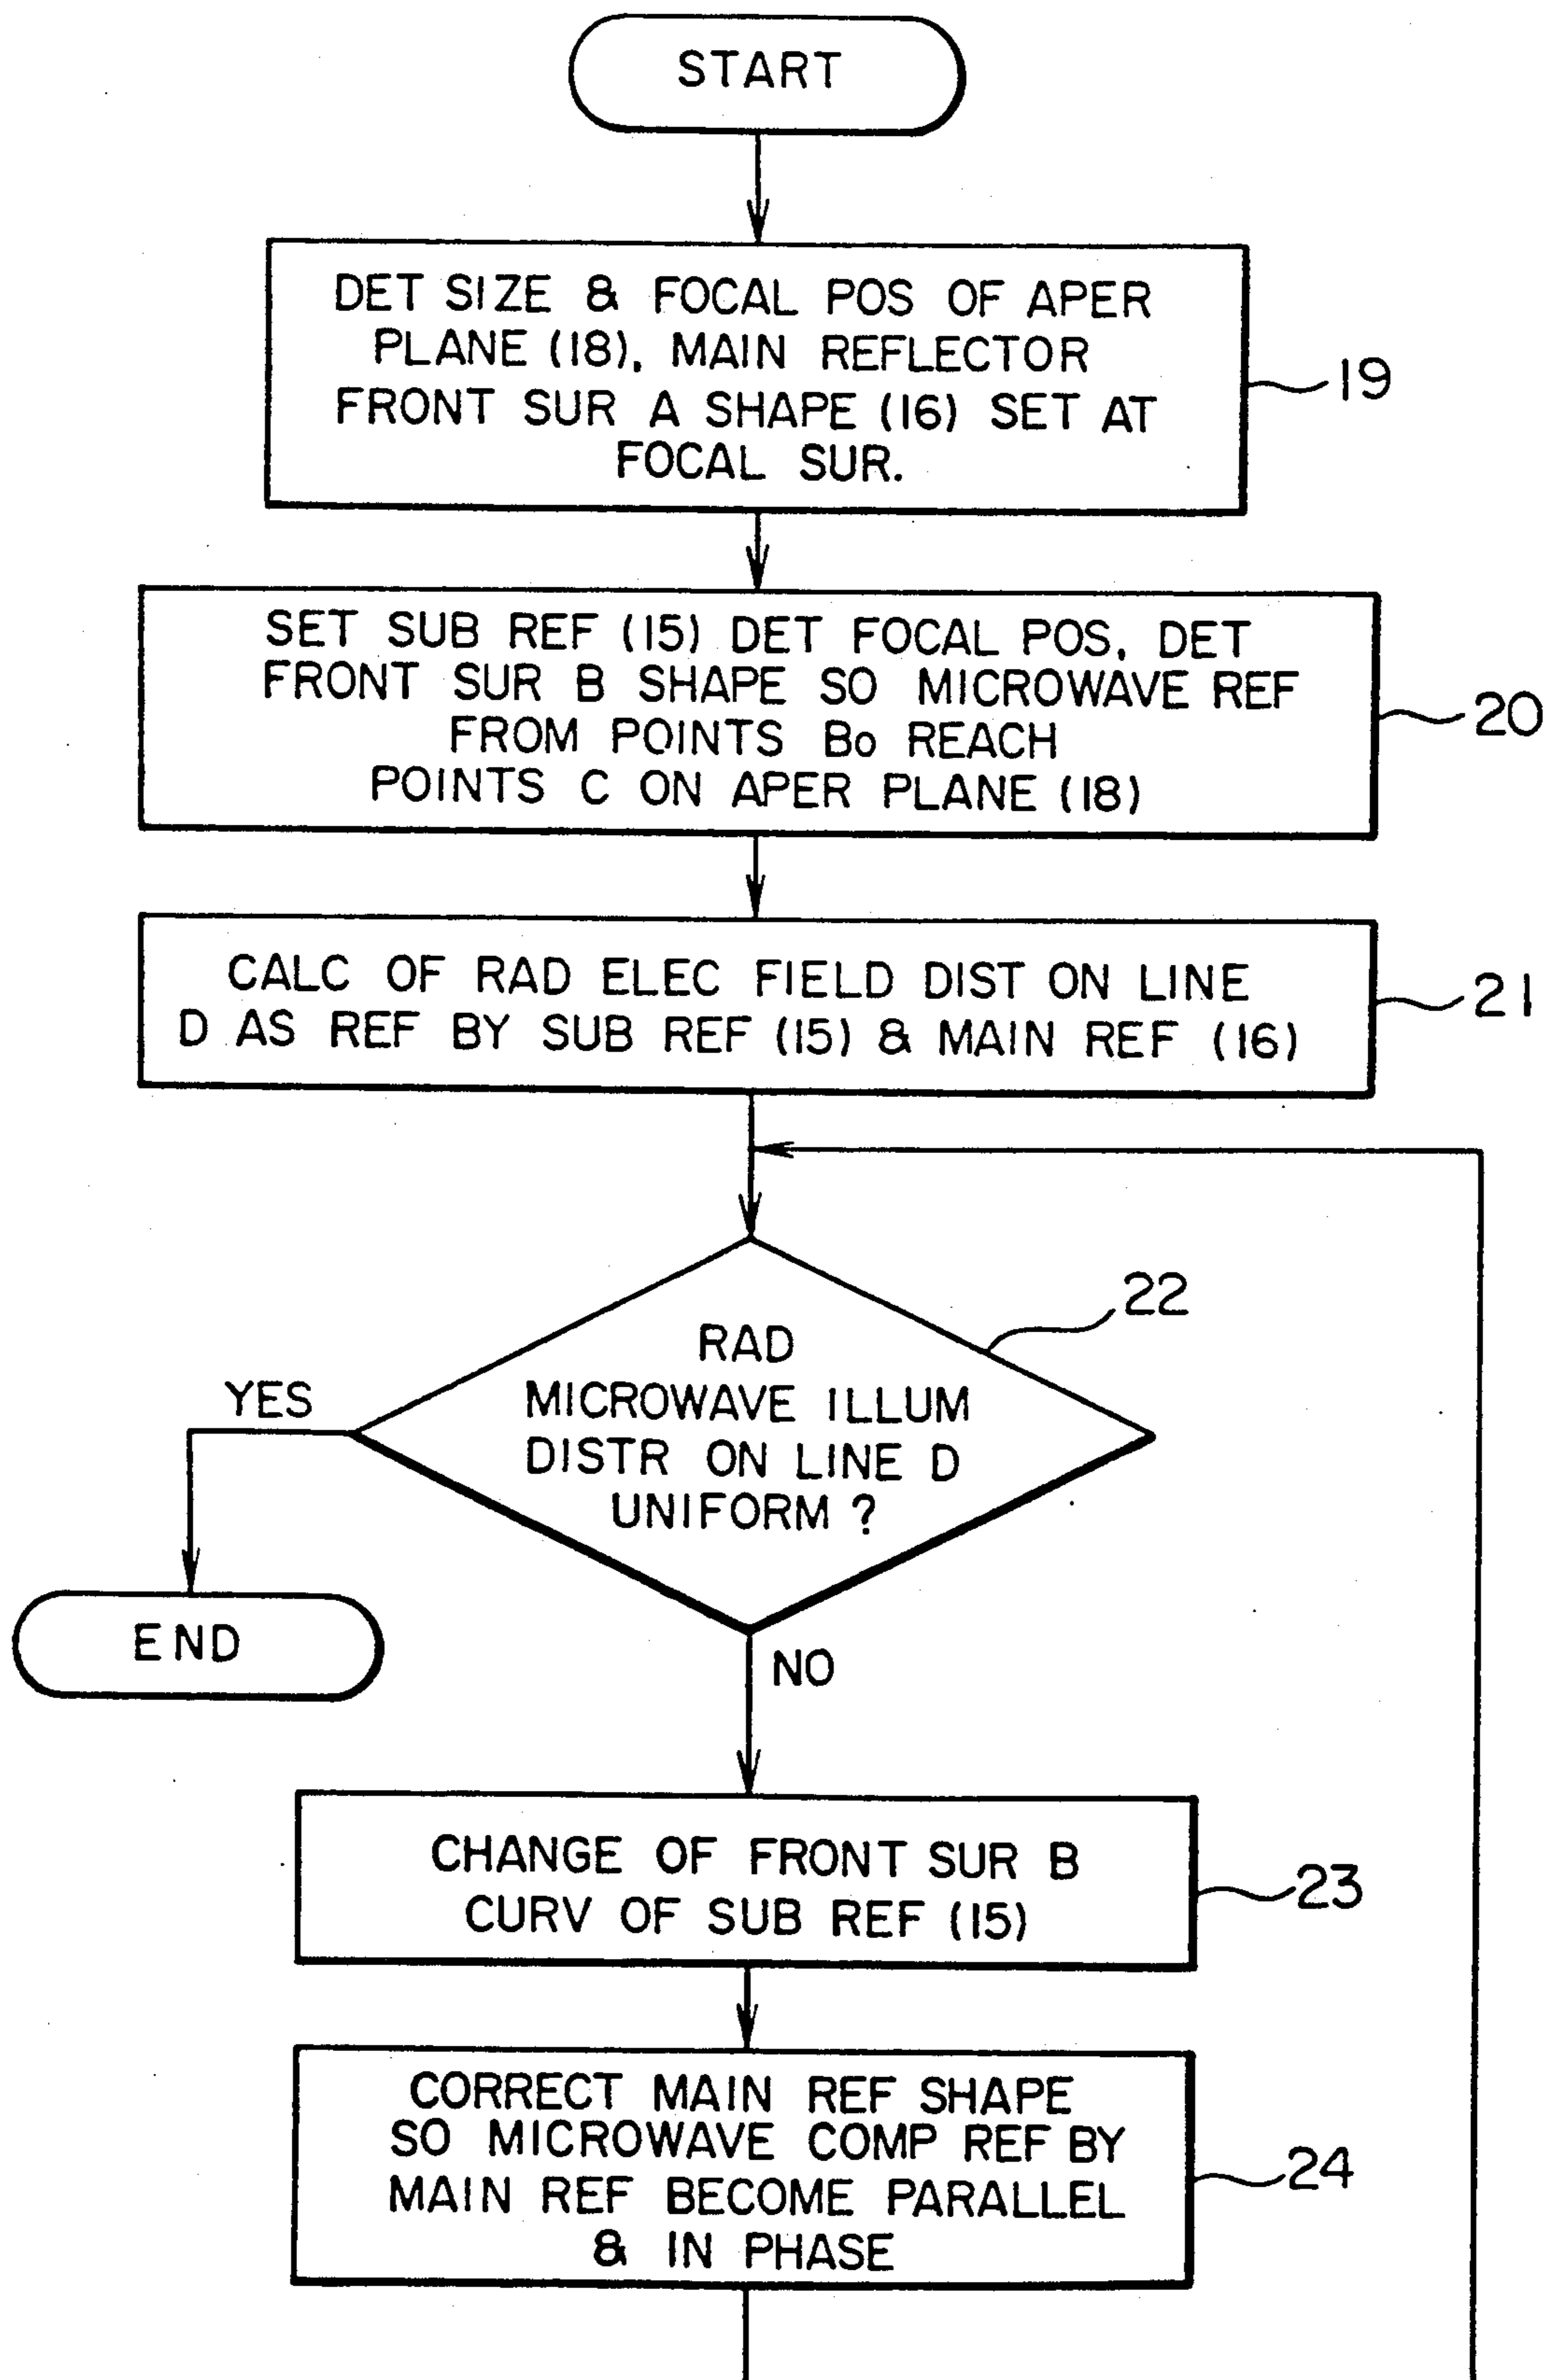 START
DET SIZE & FOCAL POS OF APER
PLANE (18), MAIN REFLECTOR
FRONT SUR A SHAPE (16) SET AT
FOCAL SUR.
19
SET SUB REF (15) DET FOCAL POS, DET
FRONT SUR B SHAPE SO MICROWAVE REF
FROM POINTS Bo REACH
POINTS C ON APER PLANE (18)
20
CALC OF RAD ELEC FIELD DIST ON LINE
D AS REF BY SUB REF (15) & MAIN REF (16)
21
22
RAD
MICROWAVE ILLUM
DISTR ON LINE D
UNIFORM ?
YES
END
NO
CHANGE OF FRONT SUR B
CURV OF SUB REF (15)
23
CORRECT MAIN REF SHAPE
SO MICROWAVE COMP REF BY
MAIN REF BECOME PARALLEL
& IN PHASE
24